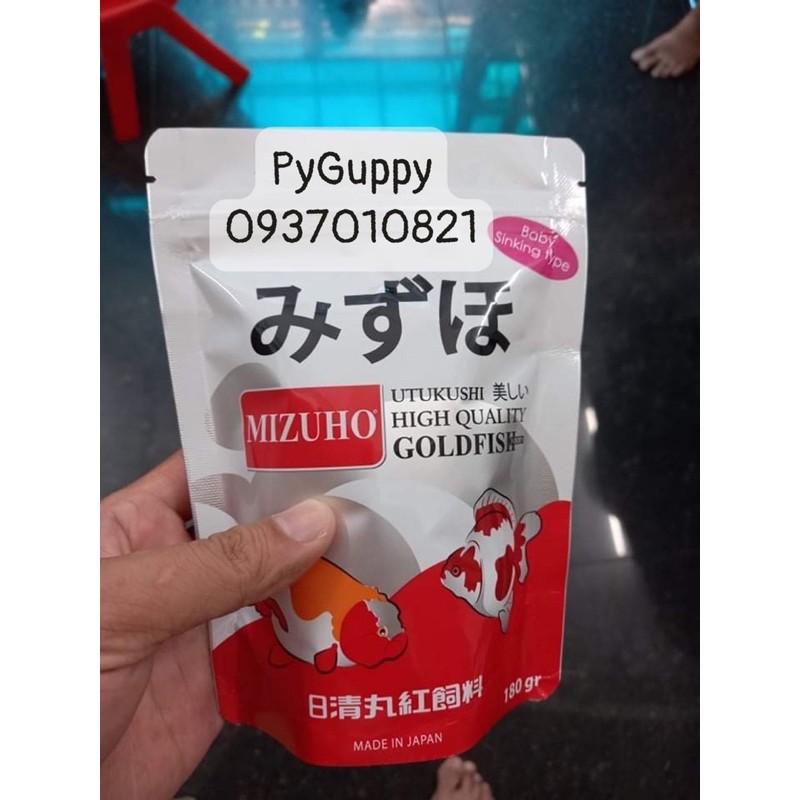 PyGuppy
0937010821
Baby
Sinking type
みずほ
MIZUHO®
UTUKUSHI 美しい
HIGH QUALITY
GOLDFISH
日清丸紅飼料
180 gr
MADE IN JAPAN